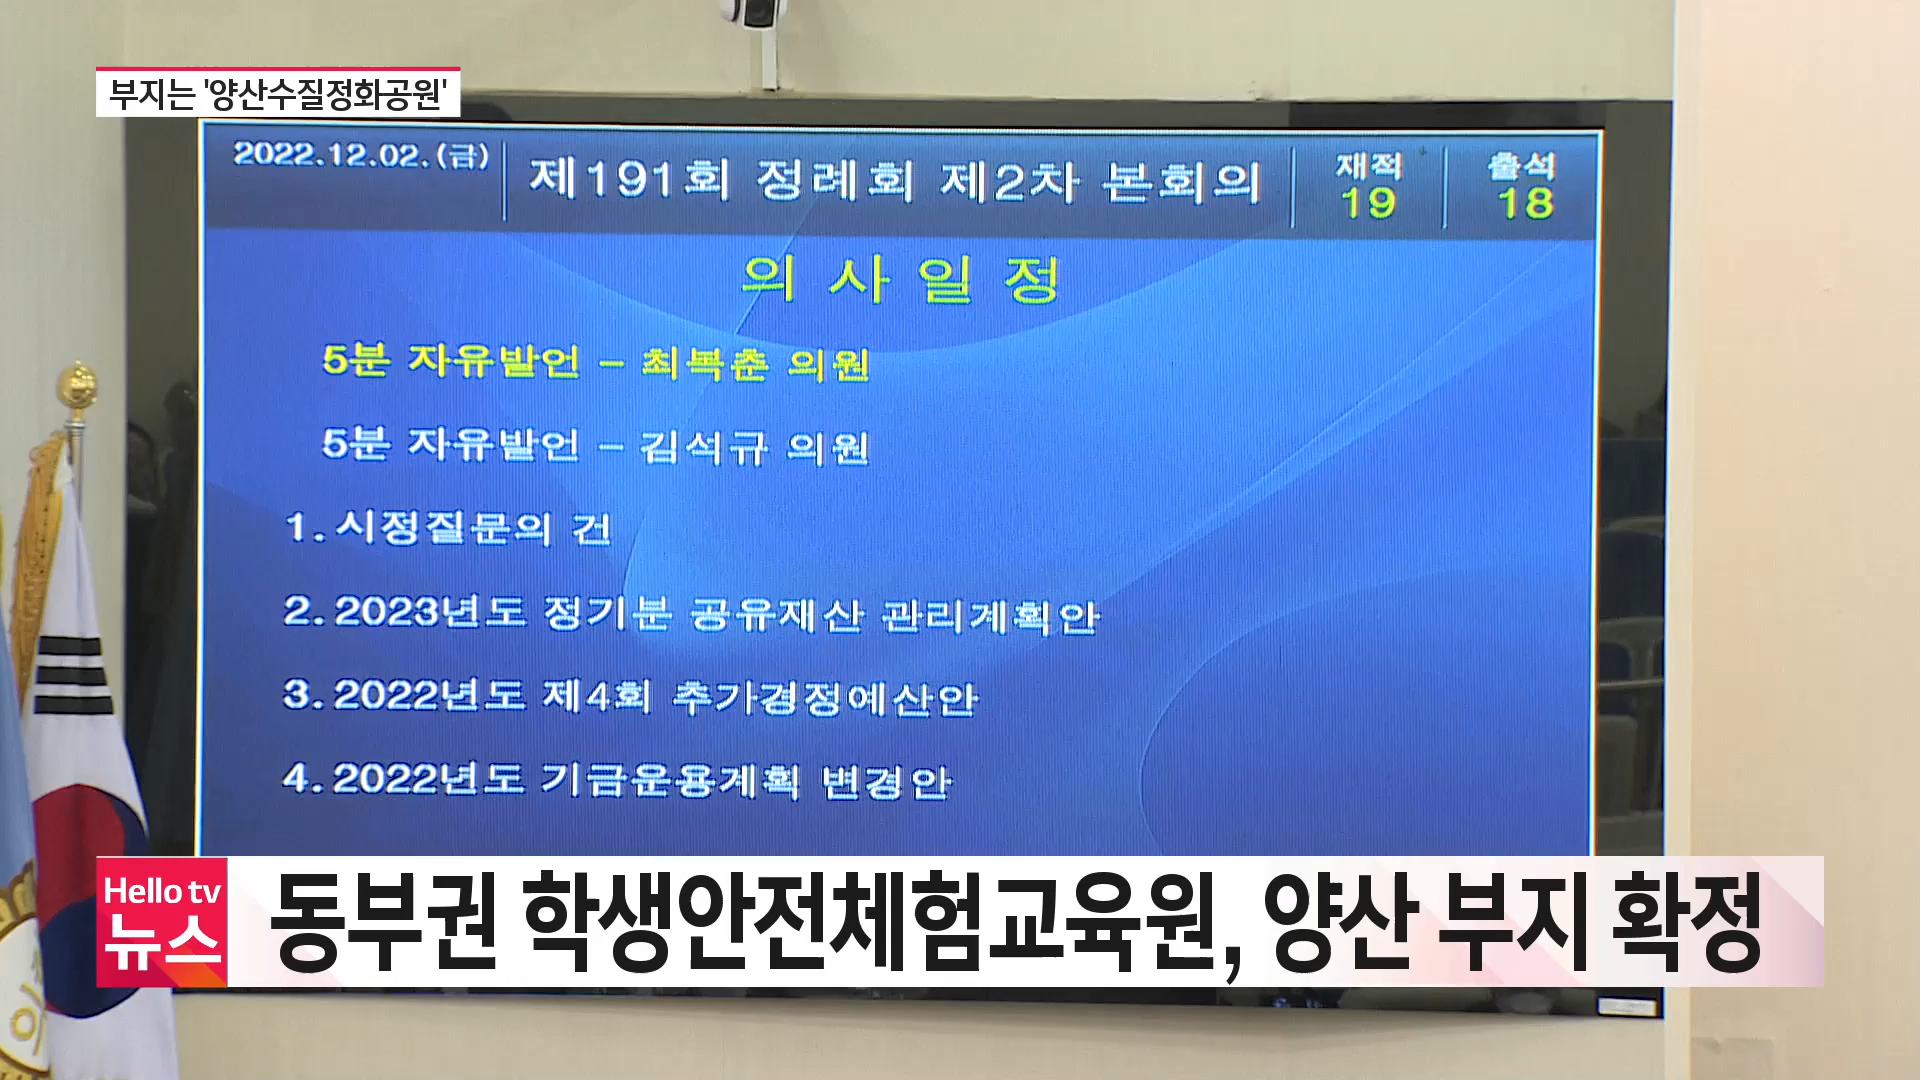 부지는 '양산수질정화공원'
2022.12.02.(금)
제191회 정례회 제2차 본회의
재적
19
출석
18
의 사 일 정
5분 자유발언 - 최복춘 의원
5분 자유발언 - 김석규 의원
1. 시정질문의 건
2. 2023년도 정기분 공유재산 관리계획안
3. 2022년도 제4회 추가경정예산안
4. 2022년도 기금운용계획 변경안
Hello tv
뉴스
동부권 학생안전체험교육원, 양산 부지 확정